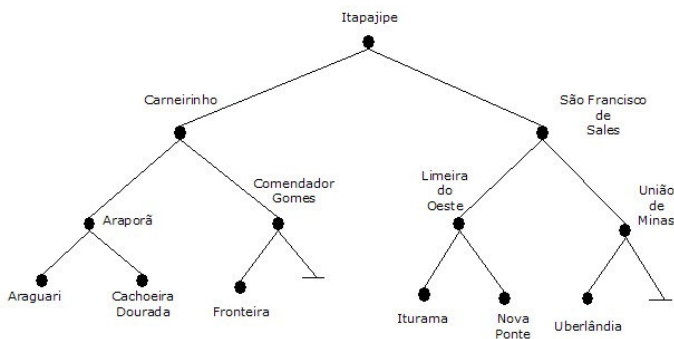 Itapajipe
Carneirinho
São Francisco
de
Sales
Comendador
Gomes
Limeira
do
Oeste
União
de
Minas
Araporã
Araguari
Cachoeira
Dourada
Fronteira
Iturama
Nova
Ponte
Uberlândia